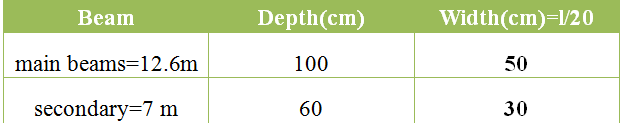 Beam Depth(cm) Width(cm)=l/20
main beams=12.6m 100 50
secondary=7 m 60 30